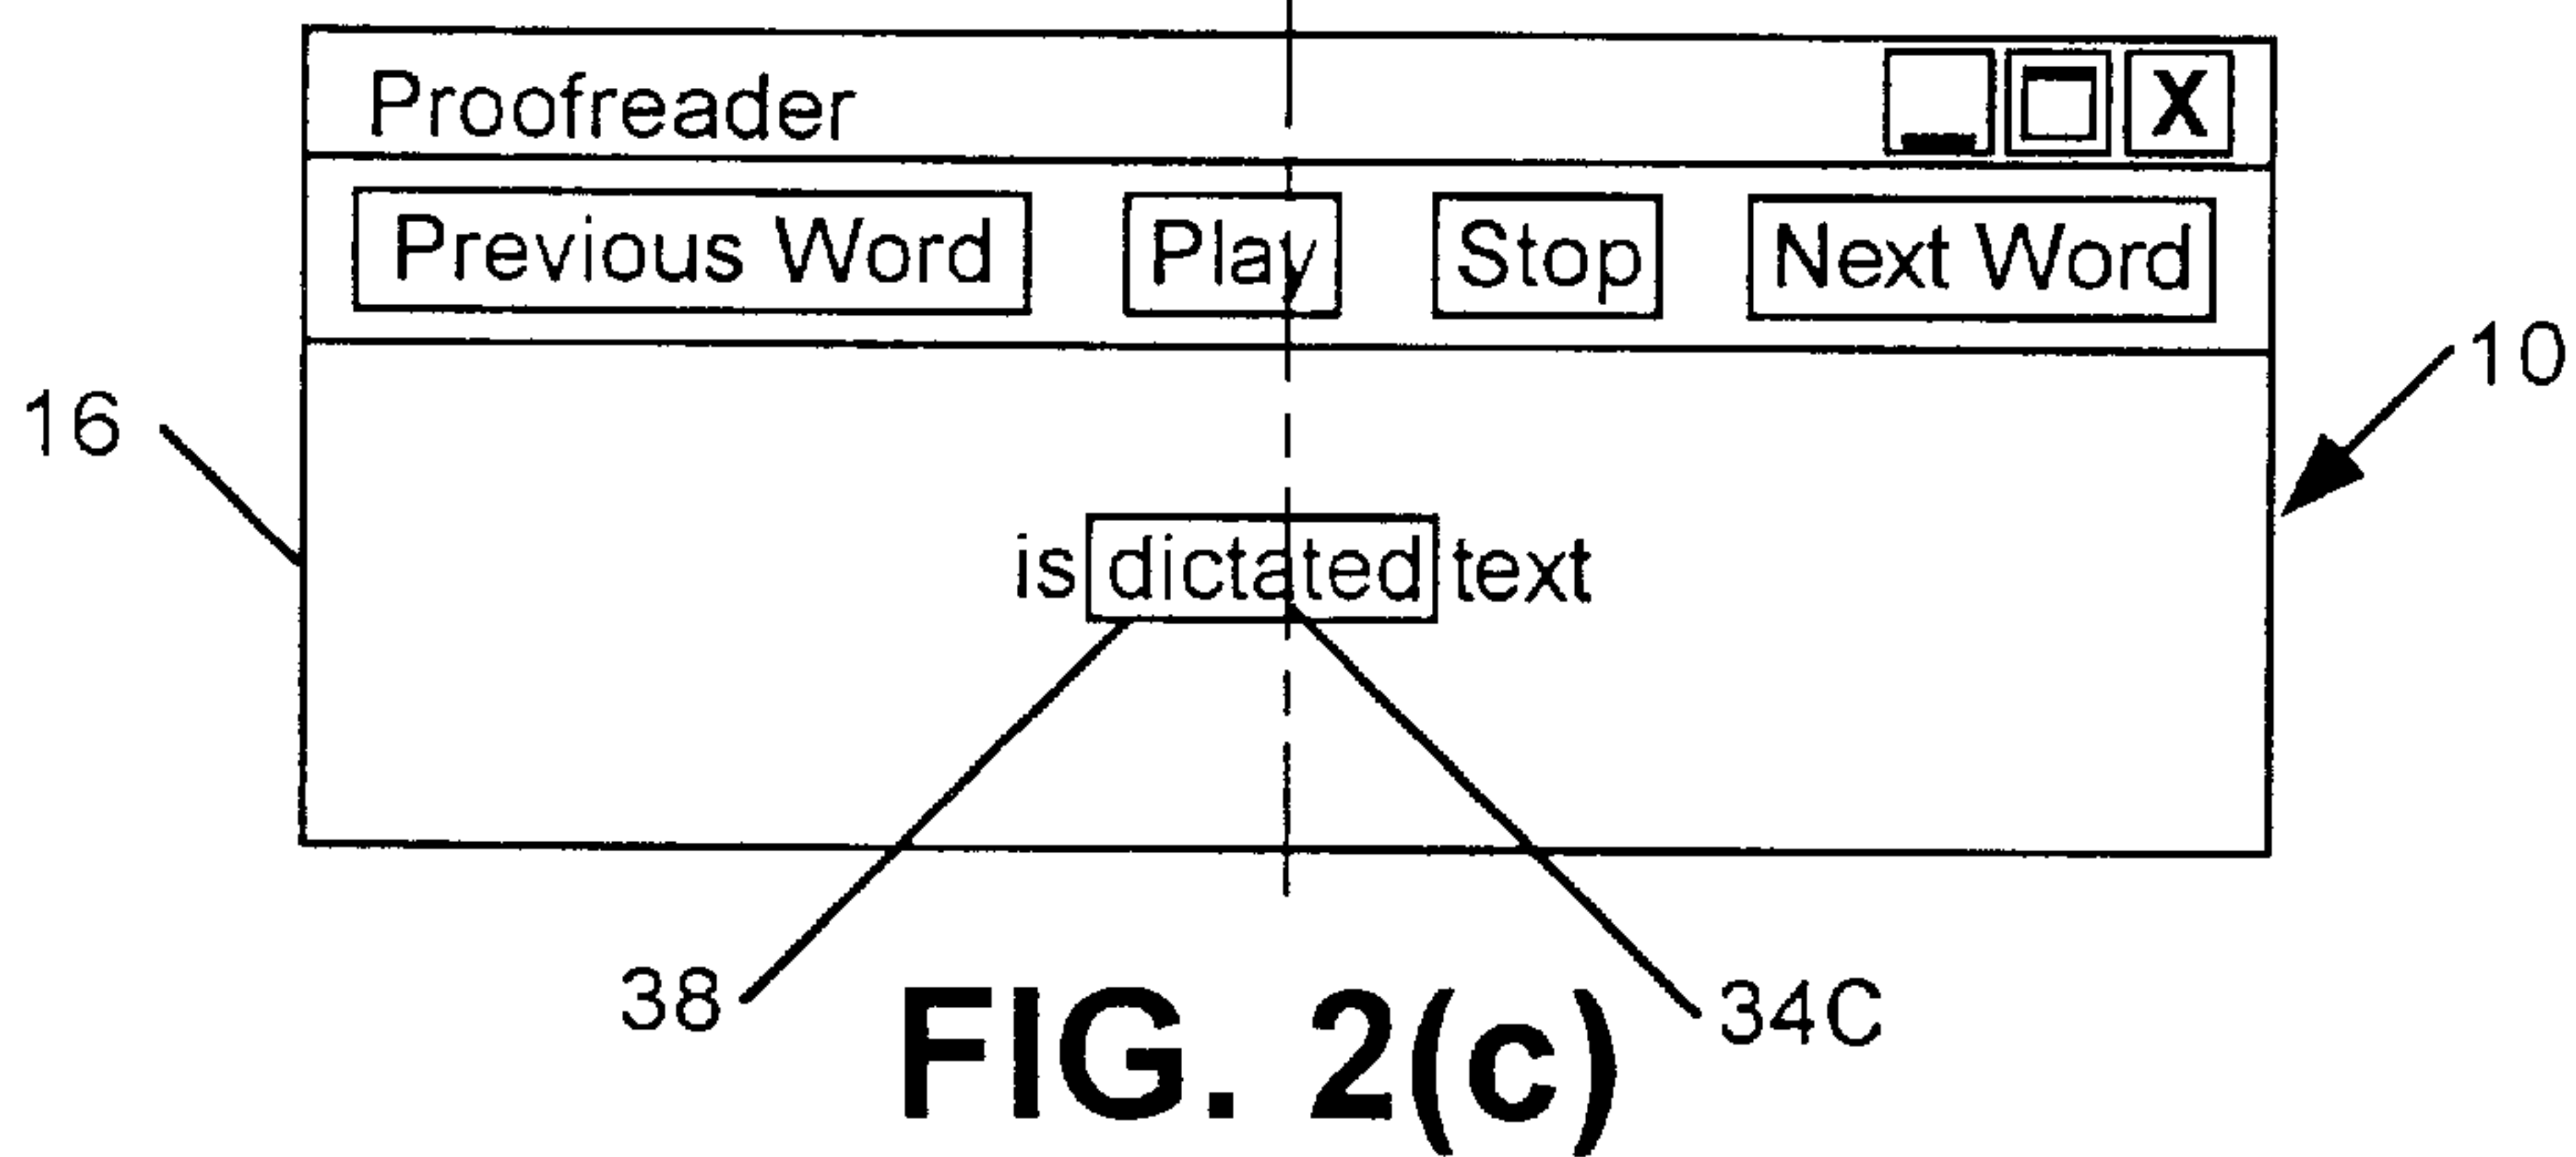 Proofreader X
Previous Word Play Stop Next Word
10
16
is dictated text
38
34C
FIG. 2(c)